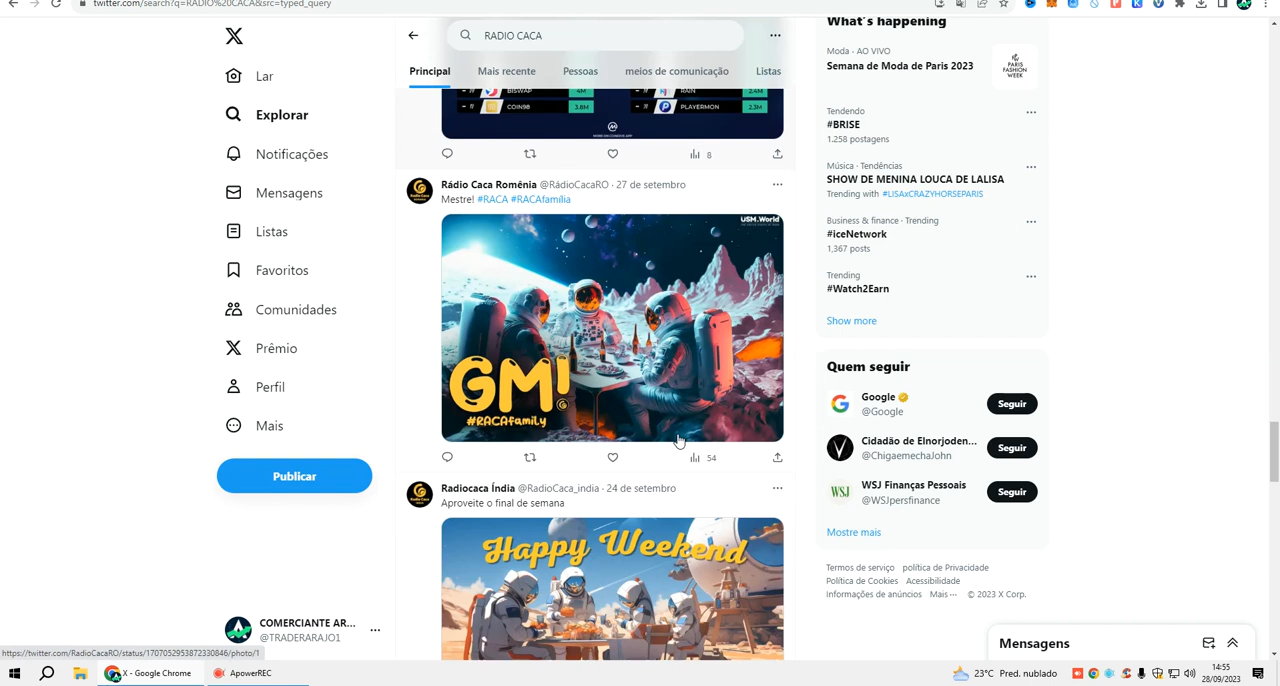 twitter.com/search?q=RADIO%20CACA&src=typed_query
RADIO CACA
Principal
Mais recente
Pessoas
meios de comunicação
Listas
Lar
Explorar
Notificações
Mensagens
Listas
Favoritos
Comunidades
Prêmio
Perfil
Mais
Publicar
COMERCIANTE AR...
@TRADERARAJO1
BISWAP 4M
COIN98 3.8M
RAIN 2.4M
PLAYERMON 2.3M
8
Rádio Caca Romênia @RádioCacaRO · 27 de setembro
Mestre! #RACA #RACAfamília
USM.World
GM!
#RACAfamily
54
Radiocaca Índia @RadioCaca_india · 24 de setembro
Aproveite o final de semana
Happy Weekend
What's happening
Moda · AO VIVO
Semana de Moda de Paris 2023
PARIS
FASHION
WEEK
Tendendo
#BRISE
1.258 postagens
Música · Tendências
SHOW DE MENINA LOUCA DE LALISA
Trending with #LISAxCRAZYHORSEPARIS
Business & finance · Trending
#iceNetwork
1,367 posts
Trending
#Watch2Earn
Show more
Quem seguir
Google
@Google
Seguir
Cidadão de Elnorjoden...
@ChigaemechaJohn
Seguir
WSJ
WSJ Finanças Pessoais
@WSJpersfinance
Seguir
Mostre mais
Termos de serviço política de Privacidade
Política de Cookies Acessibilidade
Informações de anúncios Mais ··· © 2023 X Corp.
Mensagens
https://twitter.com/RadioCacaRO/status/1707052953872330846/photo/1
X - Google Chrome
ApowerREC
23°C Pred. nublado
14:55
28/09/2023